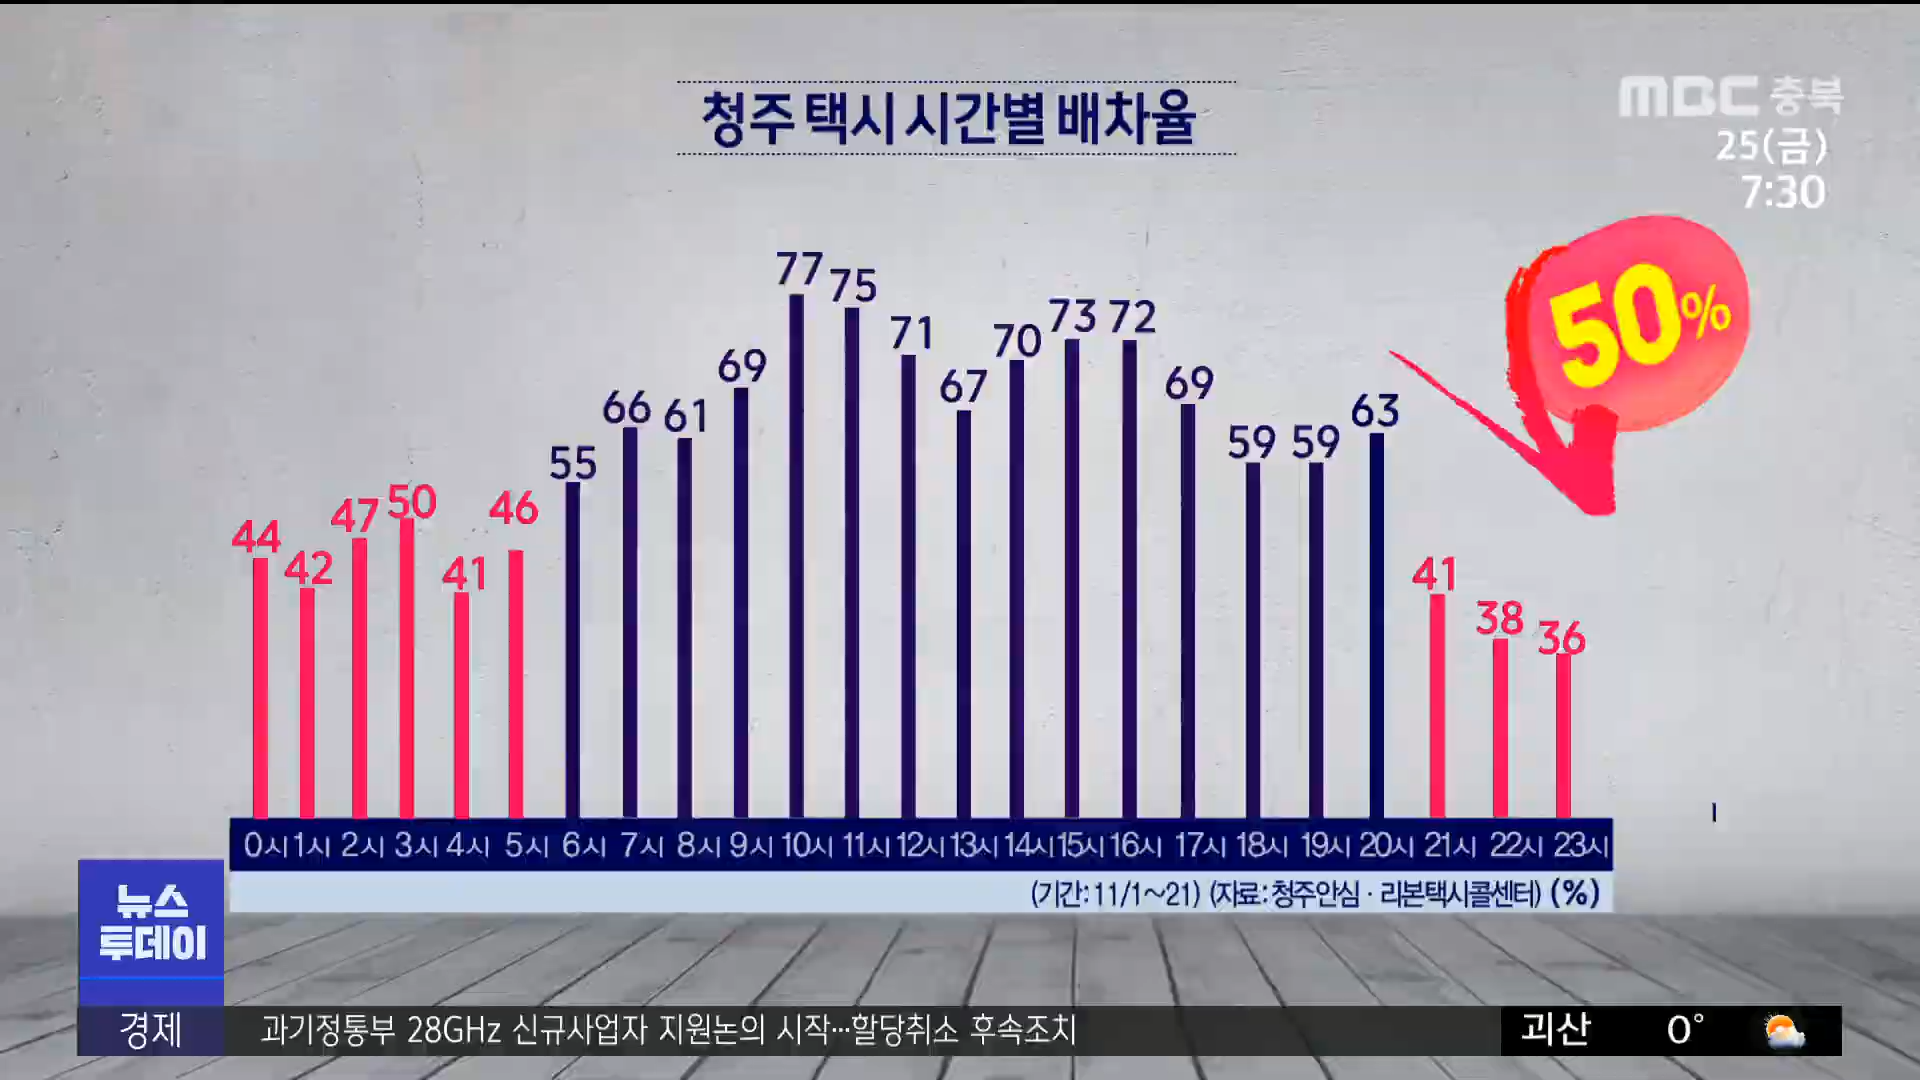 청주 택시 시간별 배차율
MBC 충북
25(금)
7:30
50%
44 42 47 50 41 46 55 66 61 69 77 75 71 67 70 73 72 69 59 59 63 41 38 36
0시 1시 2시 3시 4시 5시 6시 7시 8시 9시 10시 11시 12시 13시 14시 15시 16시 17시 18시 19시 20시 21시 22시 23시
(기간:11/1~21) (자료:청주안심·리본택시콜센터) (%)
뉴스
투데이
경제 과기정통부 28GHz 신규사업자 지원논의 시작…할당취소 후속조치
괴산 0°